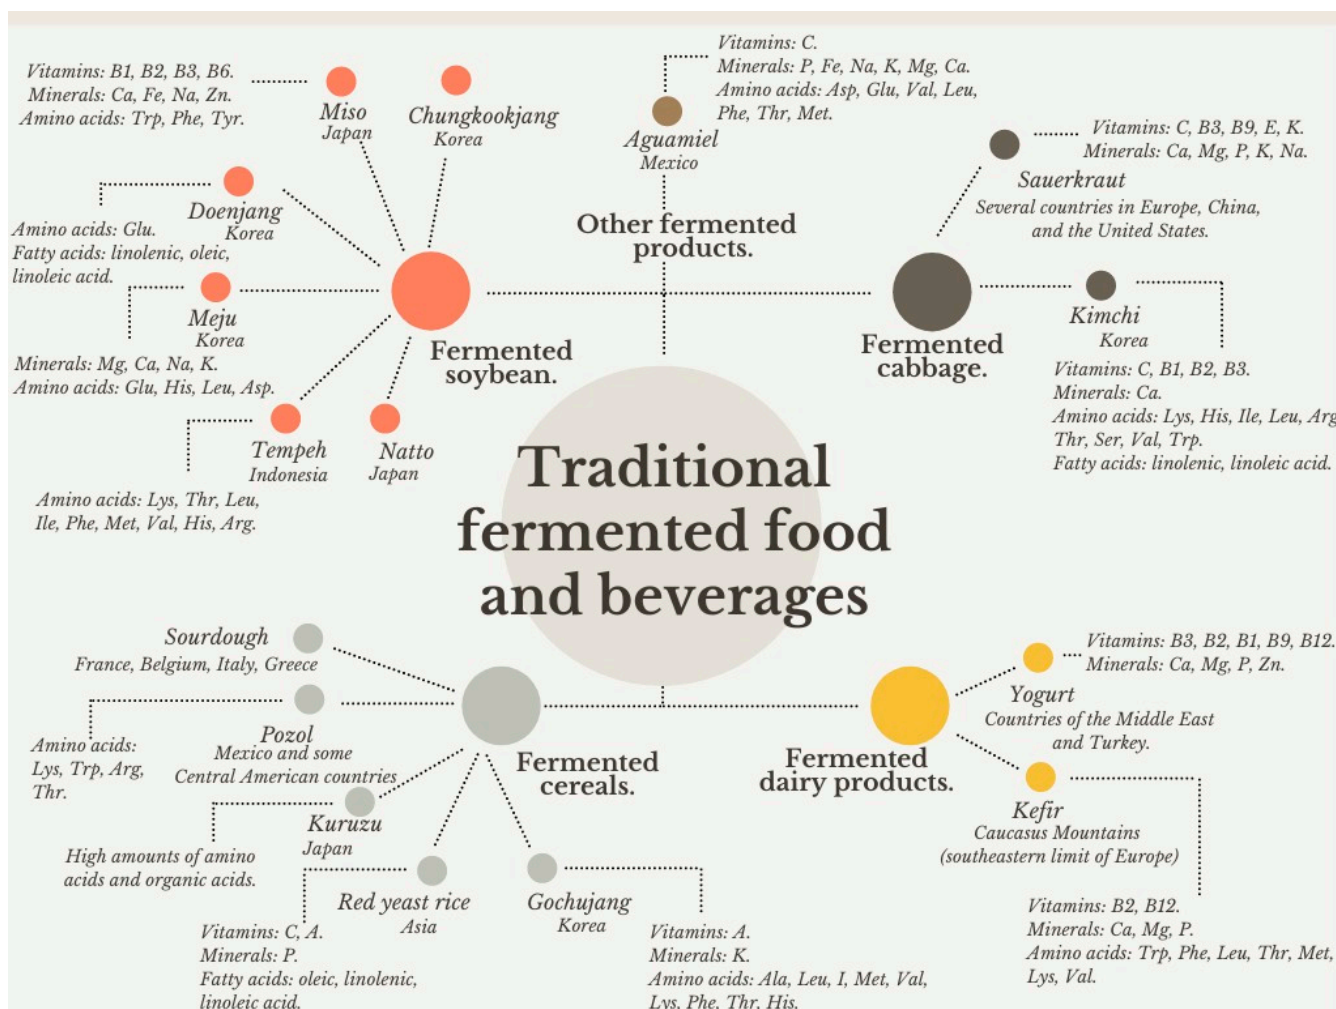 Vitamins: B1, B2, B3, B6.
Minerals: Ca, Fe, Na, Zn.
Amino acids: Trp, Phe, Tyr.
Miso
Japan
Chungkookjang
Korea
Vitamins: C.
Minerals: P, Fe, Na, K, Mg, Ca.
Amino acids: Asp, Glu, Val, Leu,
Phe, Thr, Met.
Aguamiel
Mexico
Other fermented
products.
Vitamins: C, B3, B9, E, K.
Minerals: Ca, Mg, P, K, Na.
Sauerkraut
Several countries in Europe, China,
and the United States.
Doenjang
Korea
Amino acids: Glu.
Fatty acids: linolenic, oleic,
linoleic acid.
Meju
Korea
Minerals: Mg, Ca, Na, K.
Amino acids: Glu, His, Leu, Asp.
Fermented
soybean.
Fermented
cabbage.
Kimchi
Korea
Vitamins: C, B1, B2, B3.
Minerals: Ca.
Amino acids: Lys, His, Ile, Leu, Arg
Thr, Ser, Val, Trp.
Fatty acids: linolenic, linoleic acid.
Tempeh
Indonesia
Natto
Japan
Amino acids: Lys, Thr, Leu,
Ile, Phe, Met, Val, His, Arg.
Traditional
fermented food
and beverages
Sourdough
France, Belgium, Italy, Greece
Pozol
Mexico and some
Central American countries
Amino acids:
Lys, Trp, Arg,
Thr.
Kuruzu
Japan
High amounts of amino
acids and organic acids.
Fermented
cereals.
Red yeast rice
Asia
Vitamins: C, A.
Minerals: P.
Fatty acids: oleic, linolenic,
linoleic acid.
Gochujang
Korea
Vitamins: A.
Minerals: K.
Amino acids: Ala, Leu, I, Met, Val,
Lys, Phe, Thr, His.
Fermented
dairy products.
Vitamins: B3, B2, B1, B9, B12.
Minerals: Ca, Mg, P, Zn.
Yogurt
Countries of the Middle East
and Turkey.
Kefir
Caucasus Mountains
(southeastern limit of Europe)
Vitamins: B2, B12.
Minerals: Ca, Mg, P.
Amino acids: Trp, Phe, Leu, Thr, Met,
Lys, Val.